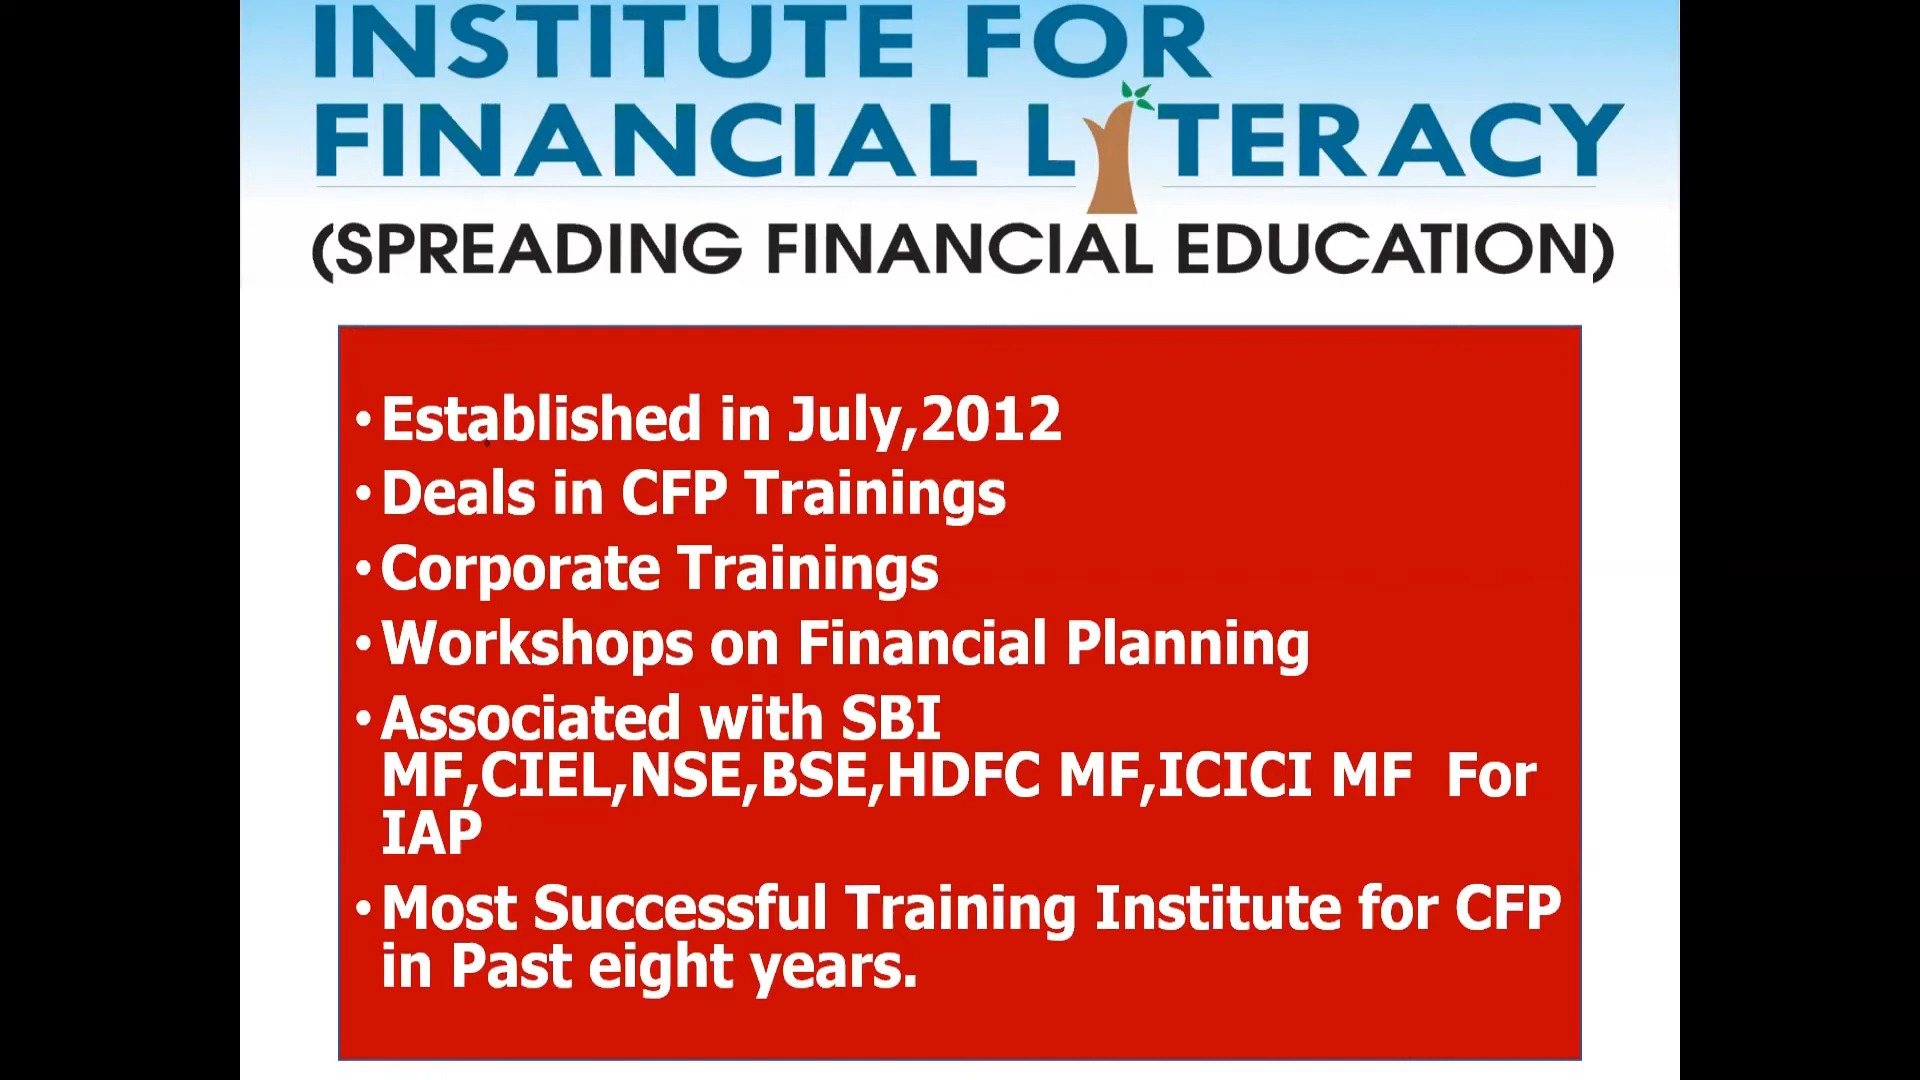 INSTITUTE FOR
FINANCIAL LITERACY
(SPREADING FINANCIAL EDUCATION)
• Established in July,2012
• Deals in CFP Trainings
• Corporate Trainings
• Workshops on Financial Planning
• Associated with SBI
MF,CIEL,NSE,BSE,HDFC MF,ICICI MF  For
IAP
• Most Successful Training Institute for CFP
in Past eight years.